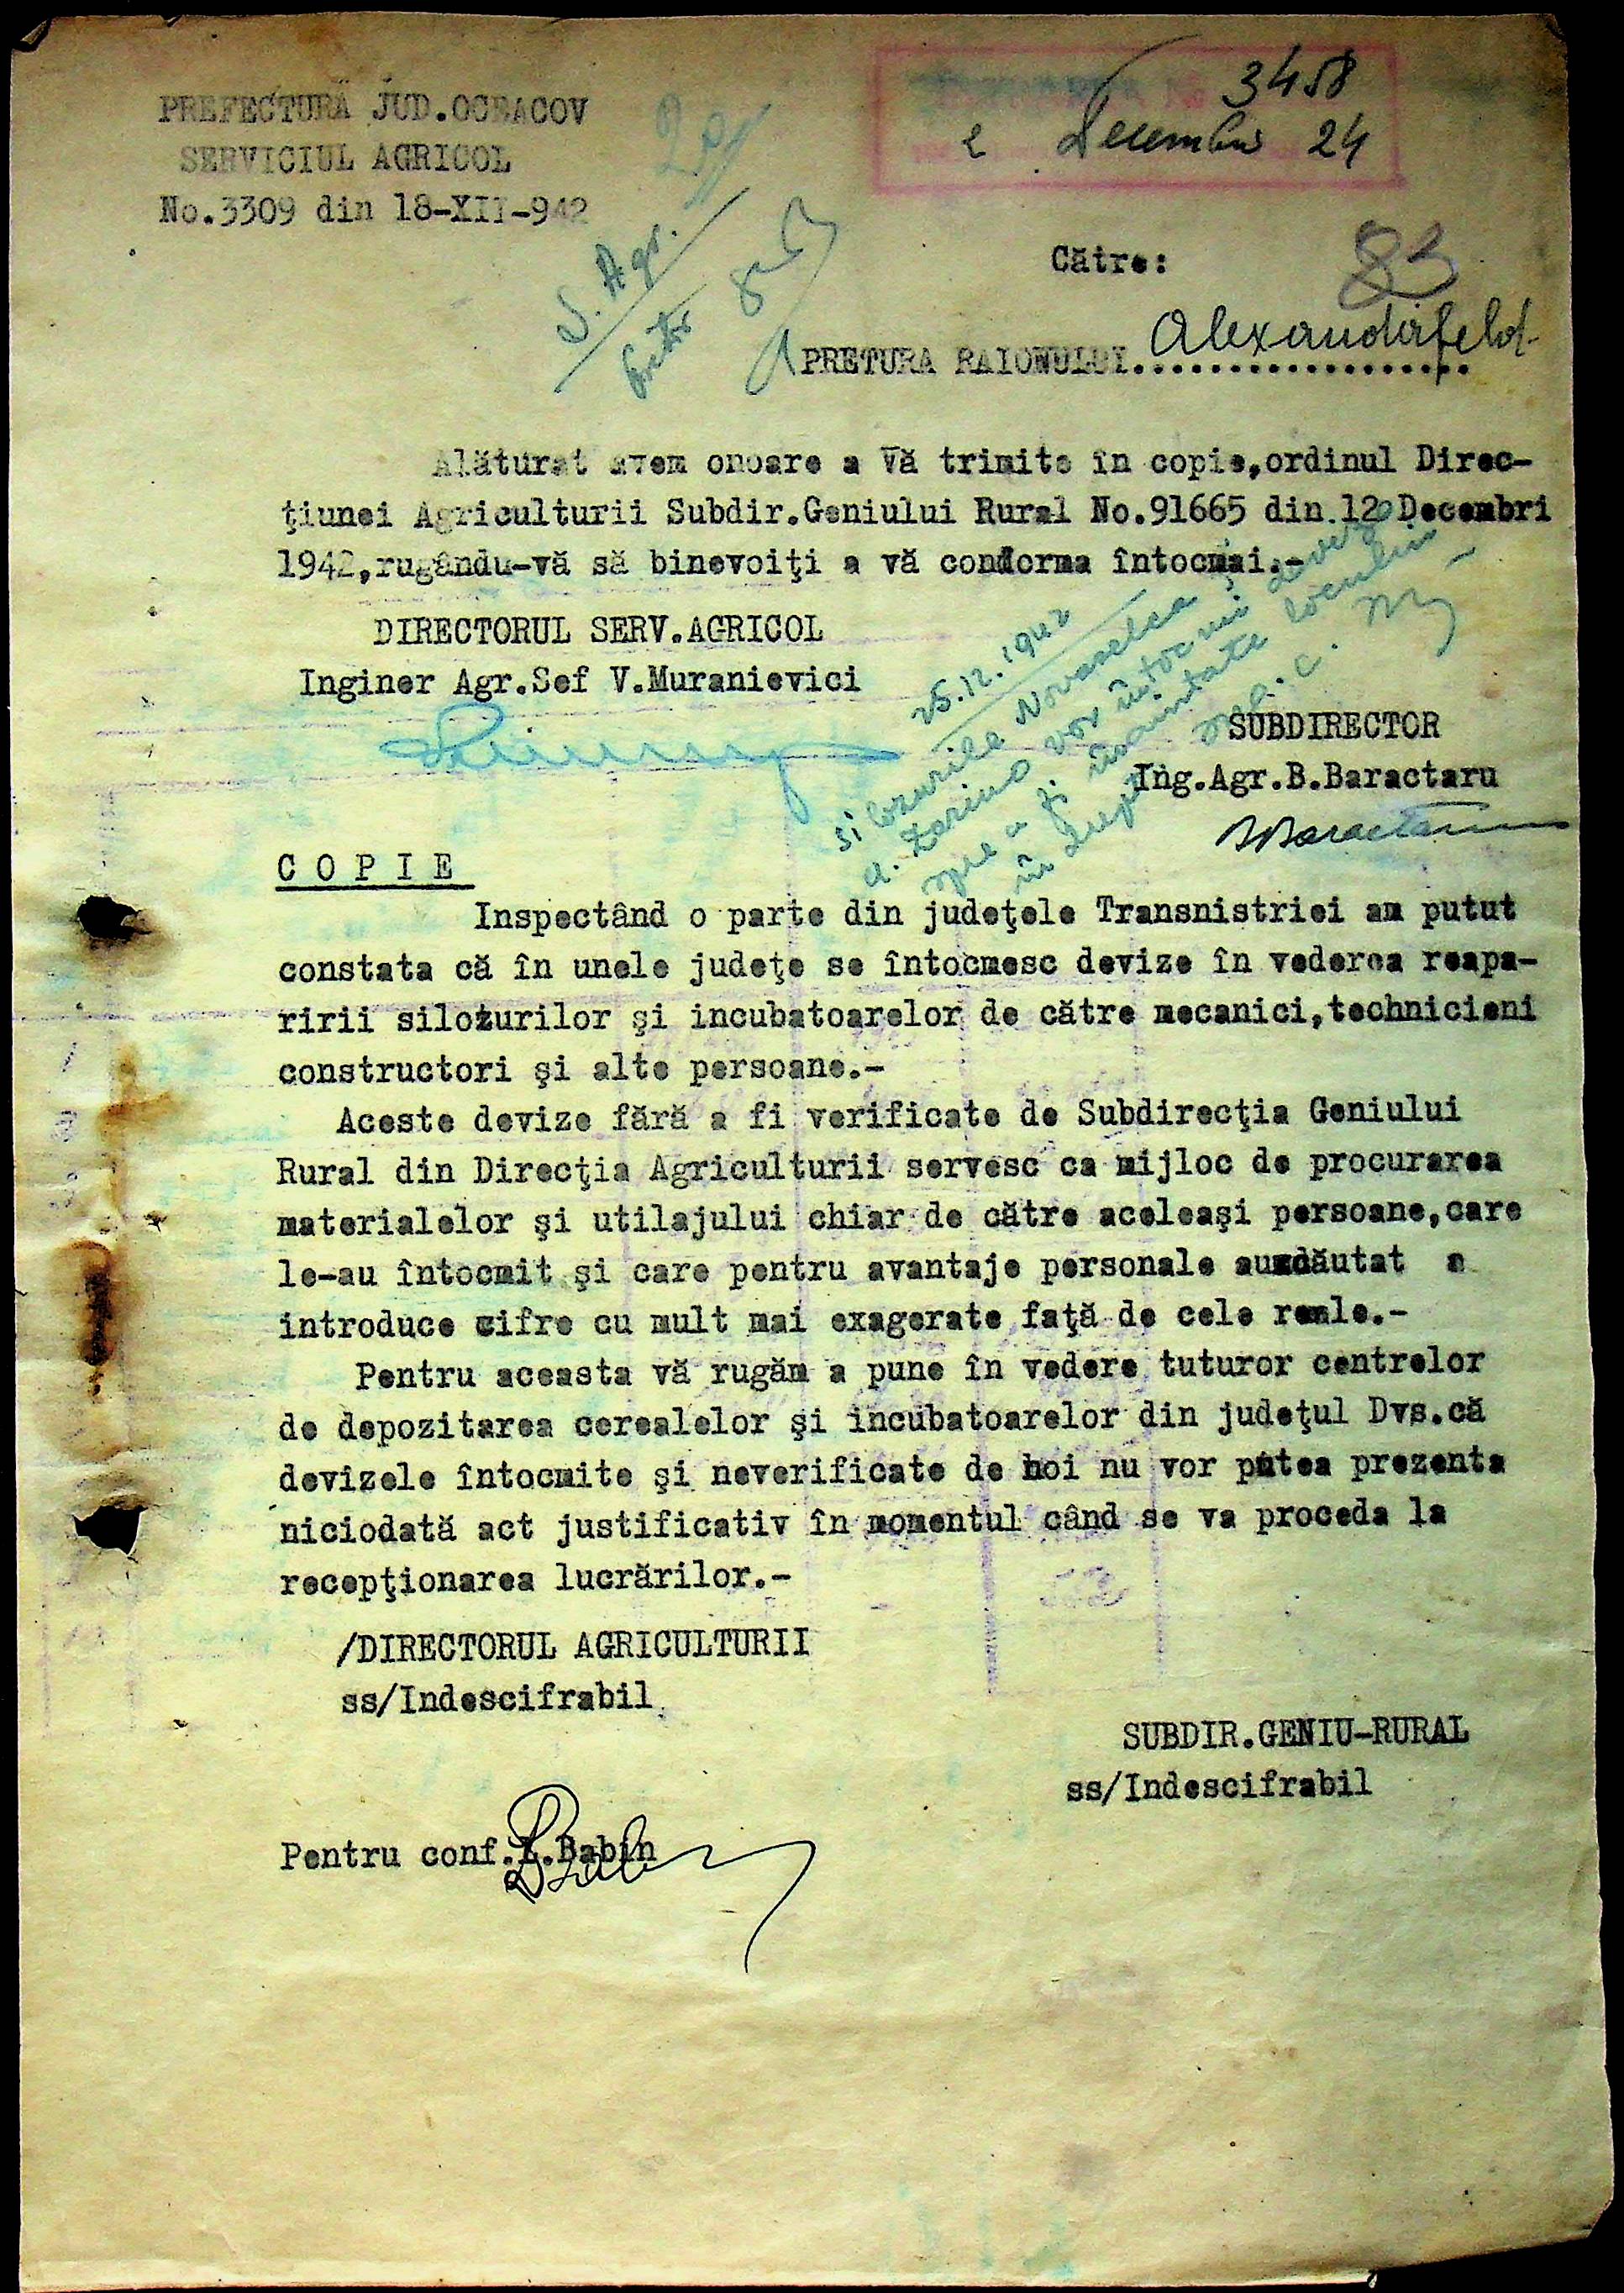 PREFECTURA JUD.OCEACOV
SERVICIUL AGRICOL
No.3309 din 18-XII-942
3458
2 Decembrie 24
S. Agr.
83
Către:
PRETURA RAIONULUI.................. Alexanderfeld
Alăturat avem onoare a Vă trimite în copie,ordinul Direc-
ţiunei Agriculturii Subdir.Geniului Rural No.91665 din 12 Decembri
1942,rugându-vă să binevoiţi a vă conforma întocmai.-
DIRECTORUL SERV.AGRICOL
Inginer Agr.Sef V.Muranievici
25.12.1942
SUBDIRECTOR
Ing.Agr.B.Baractaru
BBaractaru
COPIE
Inspectând o parte din judeţele Transnistriei am putut
constata că în unele judeţe se întocmesc devize în vederea reapa-
ririi silozurilor şi incubatoarelor de către mecanici,technicieni
constructori şi alte persoane.-
Aceste devize fără a fi verificate de Subdirecţia Geniului
Rural din Direcţia Agriculturii servesc ca mijloc de procurarea
materialelor şi utilajului chiar de către aceleaşi persoane,care
le-au întocmit şi care pentru avantaje personale au căutat a
introduce cifre cu mult mai exagerate faţă de cele reale.-
Pentru aceasta vă rugăm a pune în vedere tuturor centrelor
de depozitarea cerealelor şi incubatoarelor din judeţul Dvs.că
devizele întocmite şi neverificate de noi nu vor putea prezenta
niciodată act justificativ în momentul când se va proceda la
recepţionarea lucrărilor.-
/DIRECTORUL AGRICULTURII
ss/Indescifrabil
SUBDIR.GENIU-RURAL
ss/Indescifrabil
Pentru conf.L.Babin